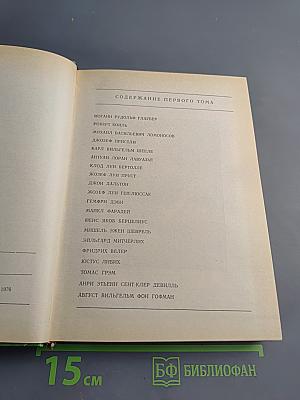 СОДЕРЖАНИЕ ПЕРВОГО ТОМА
ИОГАНН РУДОЛЬФ ГЛАУБЕР
РОБЕРТ БОЙЛЬ
МИХАИЛ ВАСИЛЬЕВИЧ ЛОМОНОСОВ
ДЖОЗЕФ ПРИСТЛИ
КАРЛ ВИЛЬГЕЛЬМ ШЕЕЛЕ
АНТУАН ЛОРАН ЛАВУАЗЬЕ
КЛОД ЛУИ БЕРТОЛЛЕ
ЖОЗЕФ ЛУИ ПРУСТ
ДЖОН ДАЛЬТОН
ЖОЗЕФ ЛУИ ГЕЙ-ЛЮССАК
ГЕМФРИ ДЭВИ
МАЙКЛ ФАРАДЕЙ
ЙЕНС ЯКОБ БЕРЦЕЛИУС
МИШЕЛЬ ЭЖЕН ШЕВРЕЛЬ
ЭЙЛЬГАРД МИТЧЕРЛИХ
ФРИДРИХ ВЕЛЕР
ЮСТУС ЛИБИХ
ТОМАС ГРЭМ
АНРИ ЭТЬЕНН СЕНТ-КЛЕР ДЕВИЛЛЬ
АВГУСТ ВИЛЬГЕЛЬМ ФОН ГОФМАН
1976
15 см
БФ БИБЛИОФАН